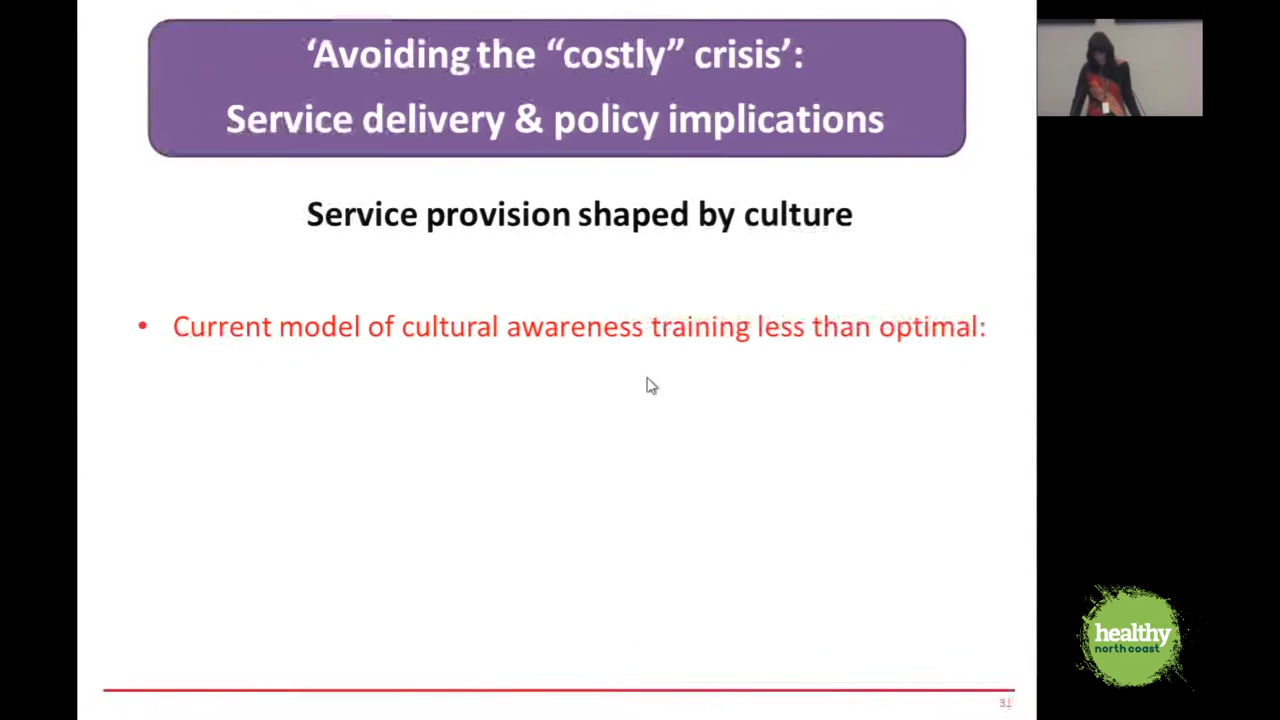 ‘Avoiding the “costly” crisis’:
Service delivery & policy implications
Service provision shaped by culture
• Current model of cultural awareness training less than optimal:
healthy
north coast
31